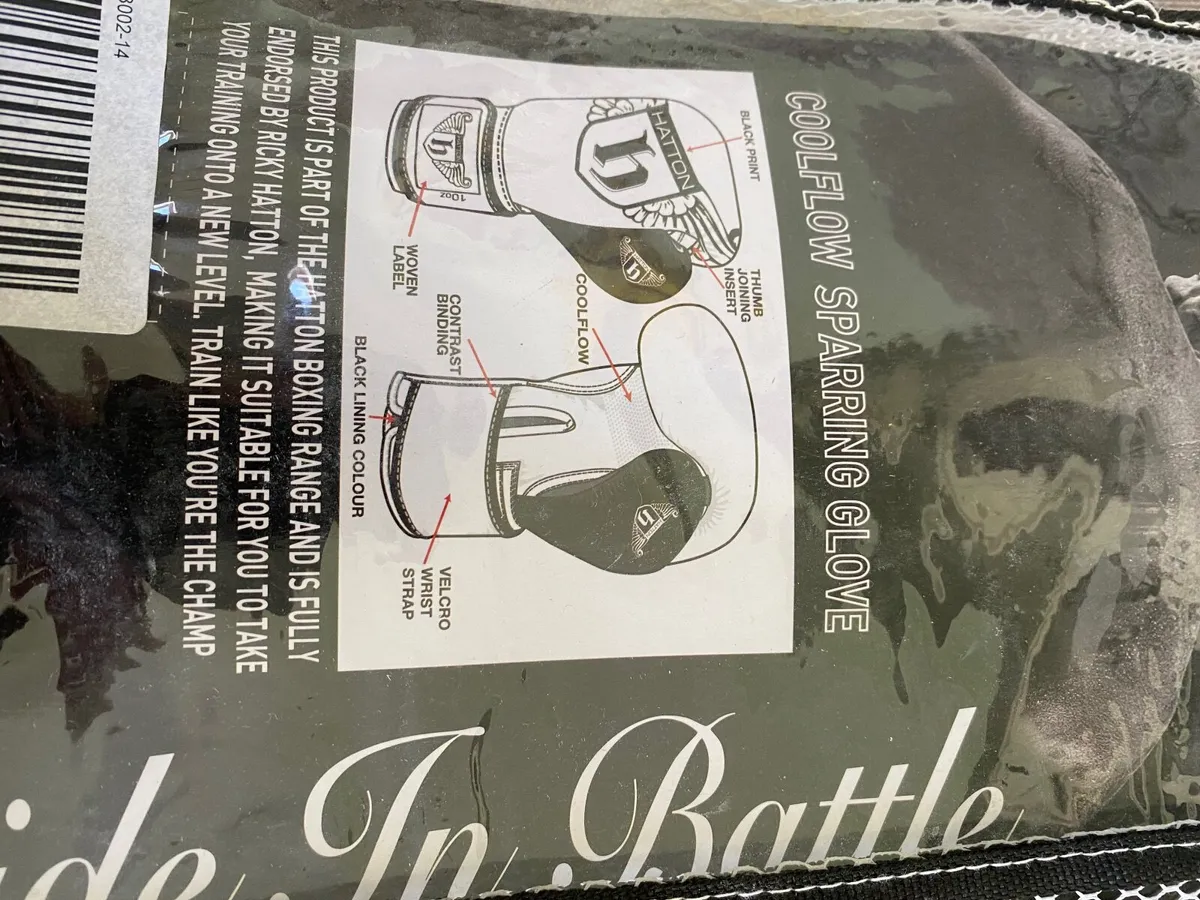 COOLFLOW SPARRING GLOVE
BLACK PRINT
HATTON
h
h
10oz
h
THUMB
JOINING
INSERT
WOVEN
LABEL
COOLFLOW
CONTRAST
BINDING
BLACK LINING COLOUR
h
VELCRO
WRIST
STRAP
THIS PRODUCT IS PART OF THE HATTON BOXING RANGE AND IS FULLY
ENDORSED BY RICKY HATTON, MAKING IT SUITABLE FOR YOU TO TAKE
YOUR TRAINING ONTO A NEW LEVEL. TRAIN LIKE YOU'RE THE CHAMP
8002-14
ide In Battle